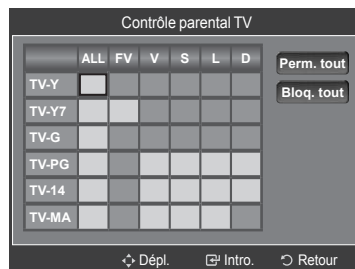 Contrôle parental TV
ALL FV V S L D
Perm. tout
Bloq. tout
TV-Y
TV-Y7
TV-G
TV-PG
TV-14
TV-MA
Dépl. Intro. Retour